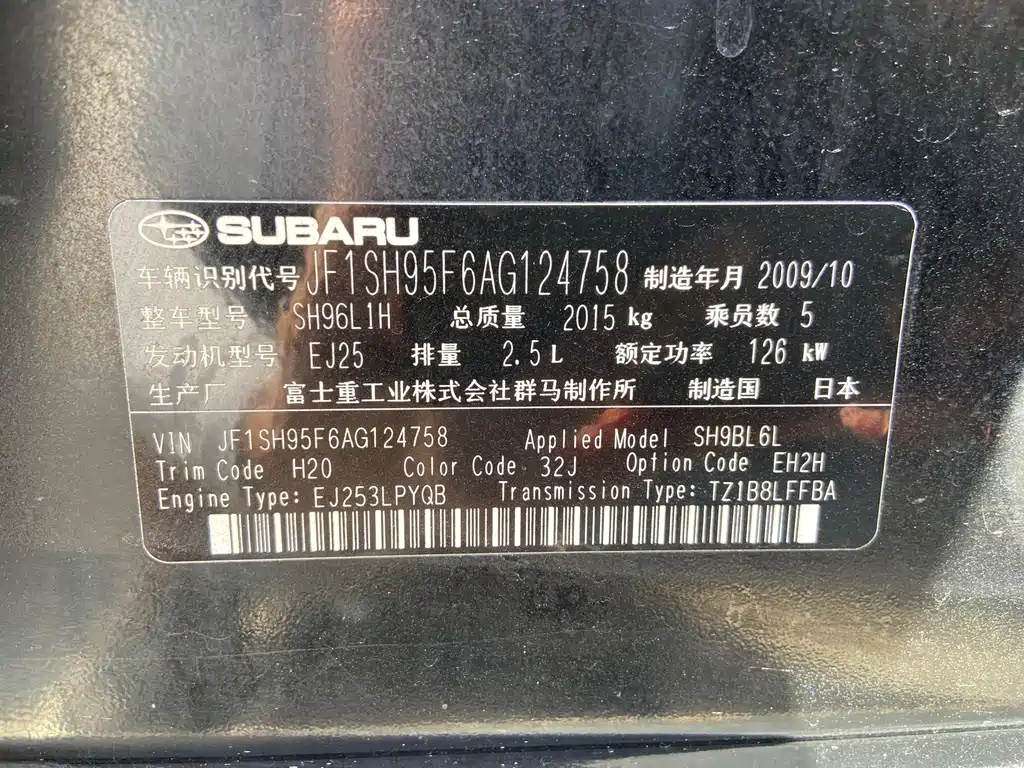 SUBARU
车辆识别代号 JF1SH95F6AG124758 制造年月 2009/10
整车型号 SH96L1H 总质量 2015 kg 乘员数 5
发动机型号 EJ25 排量 2.5 L 额定功率 126 kW
生产厂 富士重工业株式会社群马制作所 制造国 日本
VIN JF1SH95F6AG124758 Applied Model SH9BL6L
Trim Code H20 Color Code 32J Option Code EH2H
Engine Type: EJ253LPYQB Transmission Type: TZ1B8LFFBA